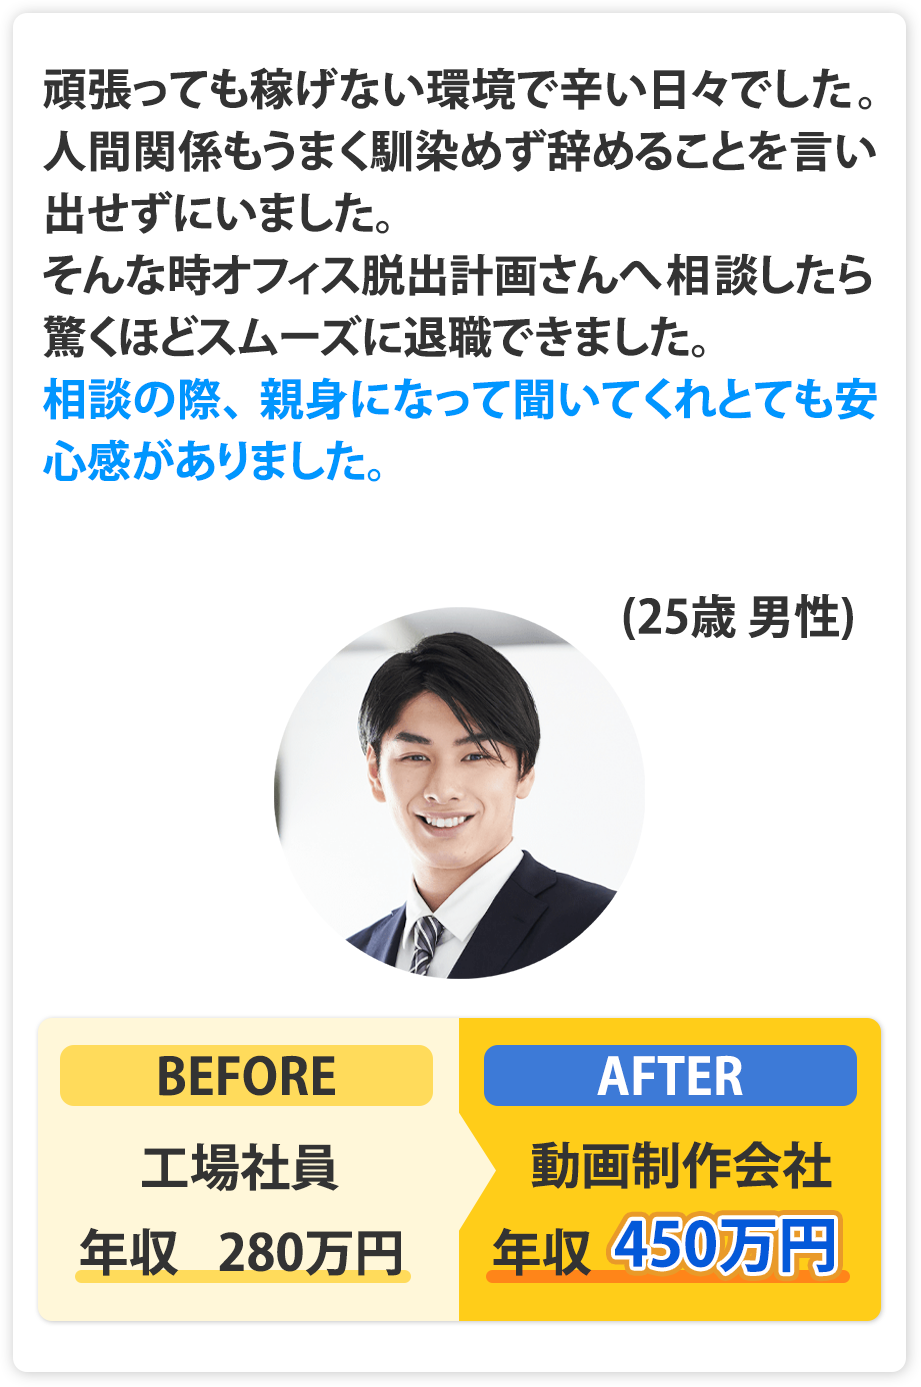 頑張っても稼げない環境で辛い日々でした。
人間関係もうまく馴染めず辞めることを言い
出せずにいました。
そんな時オフィス脱出計画さんへ相談したら
驚くほどスムーズに退職できました。
相談の際、親身になって聞いてくれとても安
心感がありました。
(25歳 男性)
BEFORE
工場社員
年収 280万円
AFTER
動画制作会社
年収 450万円